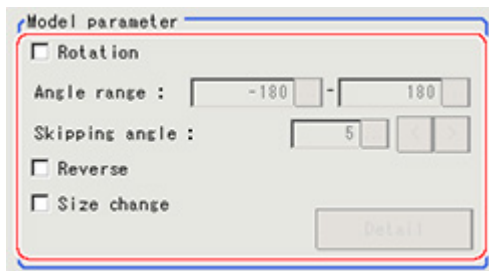 Model parameter
Rotation
Angle range : -180 - 180
Skipping angle : 5 < >
Reverse
Size change
Detail